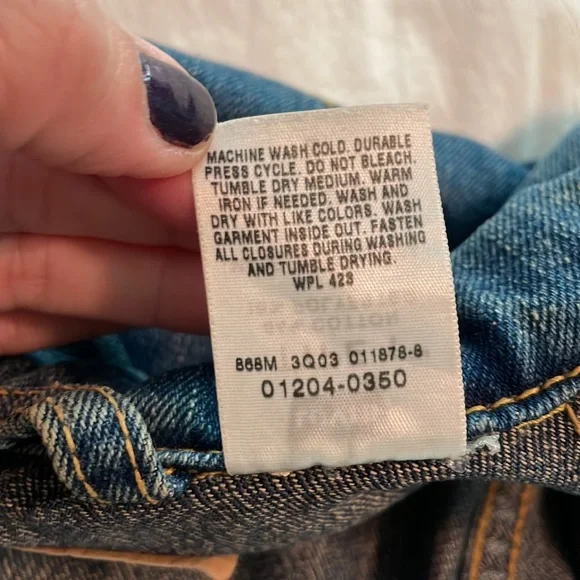 MACHINE WASH COLD. DURABLE
PRESS CYCLE. DO NOT BLEACH.
TUMBLE DRY MEDIUM. WARM
IRON IF NEEDED. WASH AND
DRY WITH LIKE COLORS. WASH
GARMENT INSIDE OUT. FASTEN
ALL CLOSURES DURING WASHING
AND TUMBLE DRYING.
WPL 423
868M 3Q03 011878-8
01204-0350